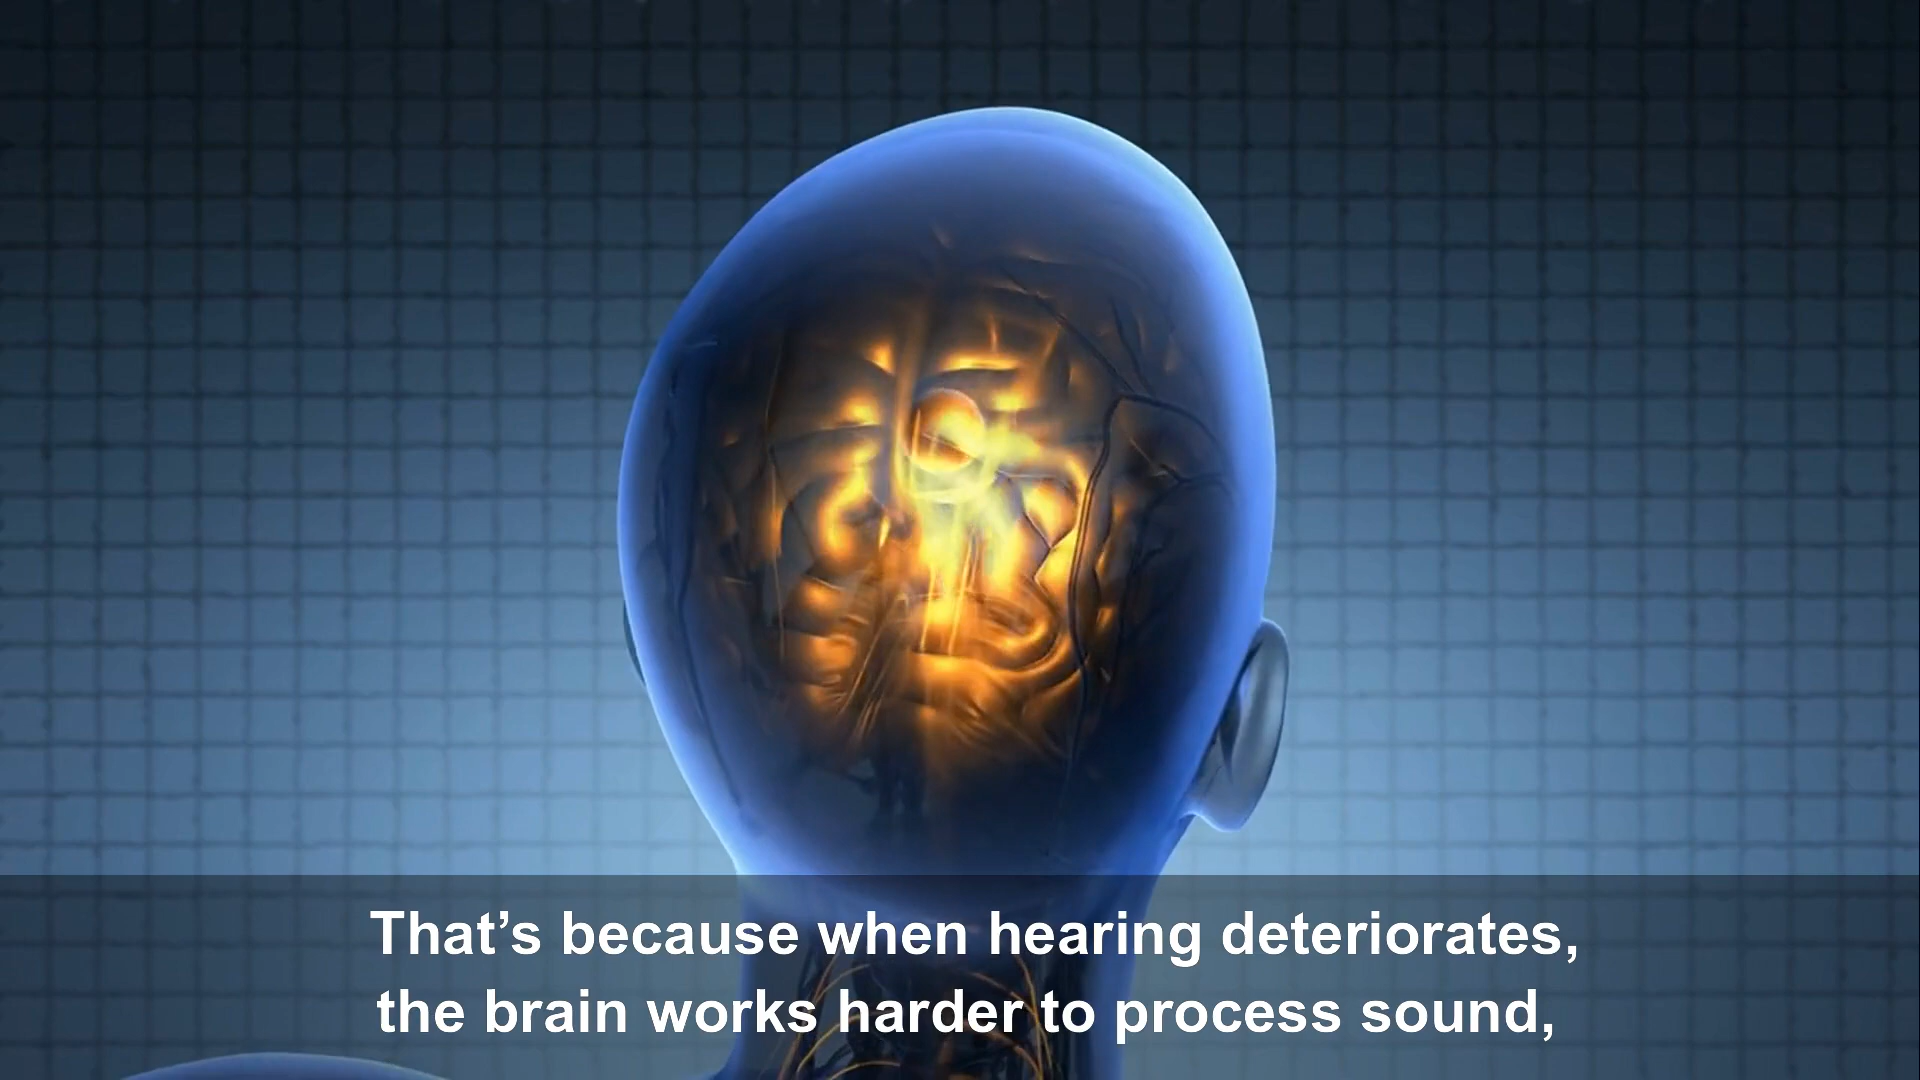 That’s because when hearing deteriorates,
the brain works harder to process sound,